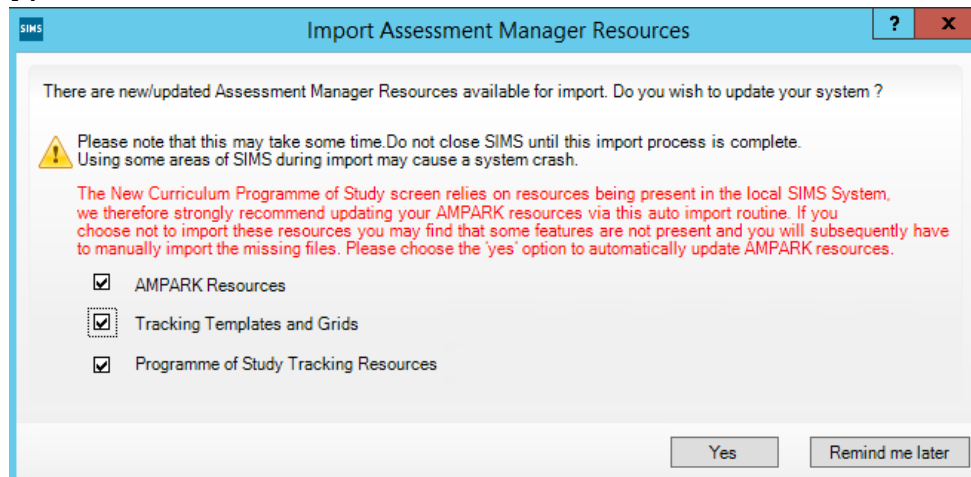 SIMS
Import Assessment Manager Resources
? x
There are new/updated Assessment Manager Resources available for import. Do you wish to update your system ?
Please note that this may take some time.Do not close SIMS until this import process is complete.
Using some areas of SIMS during import may cause a system crash.
The New Curriculum Programme of Study screen relies on resources being present in the local SIMS System,
we therefore strongly recommend updating your AMPARK resources via this auto import routine. If you
choose not to import these resources you may find that some features are not present and you will subsequently have
to manually import the missing files. Please choose the 'yes' option to automatically update AMPARK resources.
AMPARK Resources
Tracking Templates and Grids
Programme of Study Tracking Resources
Yes
Remind me later